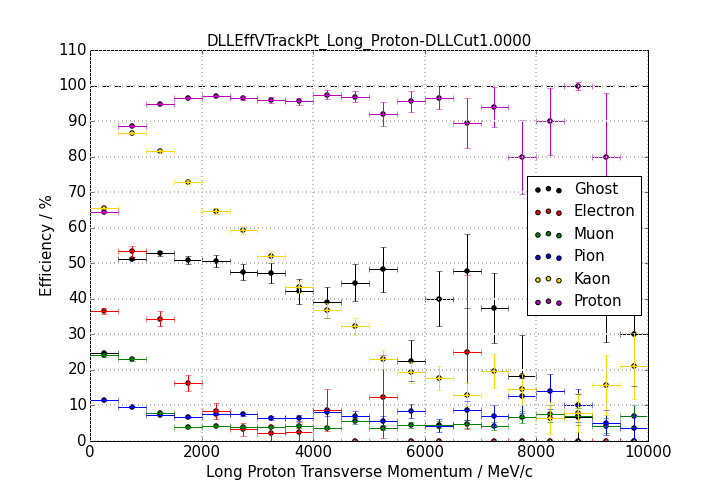 DLLEffVTrackPt_Long_Proton-DLLCut1.0000
110
100
90
80
70
60
50
40
30
20
10
0
Efficiency / %
Ghost
Electron
Muon
Pion
Kaon
Proton
0 2000 4000 6000 8000 10000
Long Proton Transverse Momentum / MeV/c